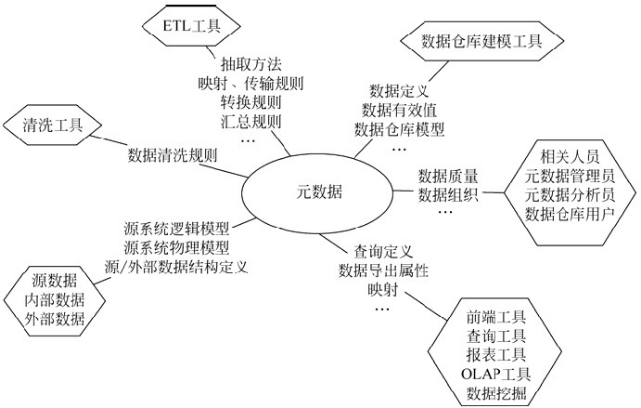 ETL工具
数据仓库建模工具
抽取方法
映射、传输规则
转换规则
汇总规则
…
数据定义
数据有效值
数据仓库模型
…
清洗工具
数据清洗规则
元数据
数据质量
数据组织
…
相关人员
元数据管理员
元数据分析员
数据仓库用户
源系统逻辑模型
源系统物理模型
源/外部数据结构定义
查询定义
数据导出属性
映射
…
源数据
内部数据
外部数据
前端工具
查询工具
报表工具
OLAP工具
数据挖掘